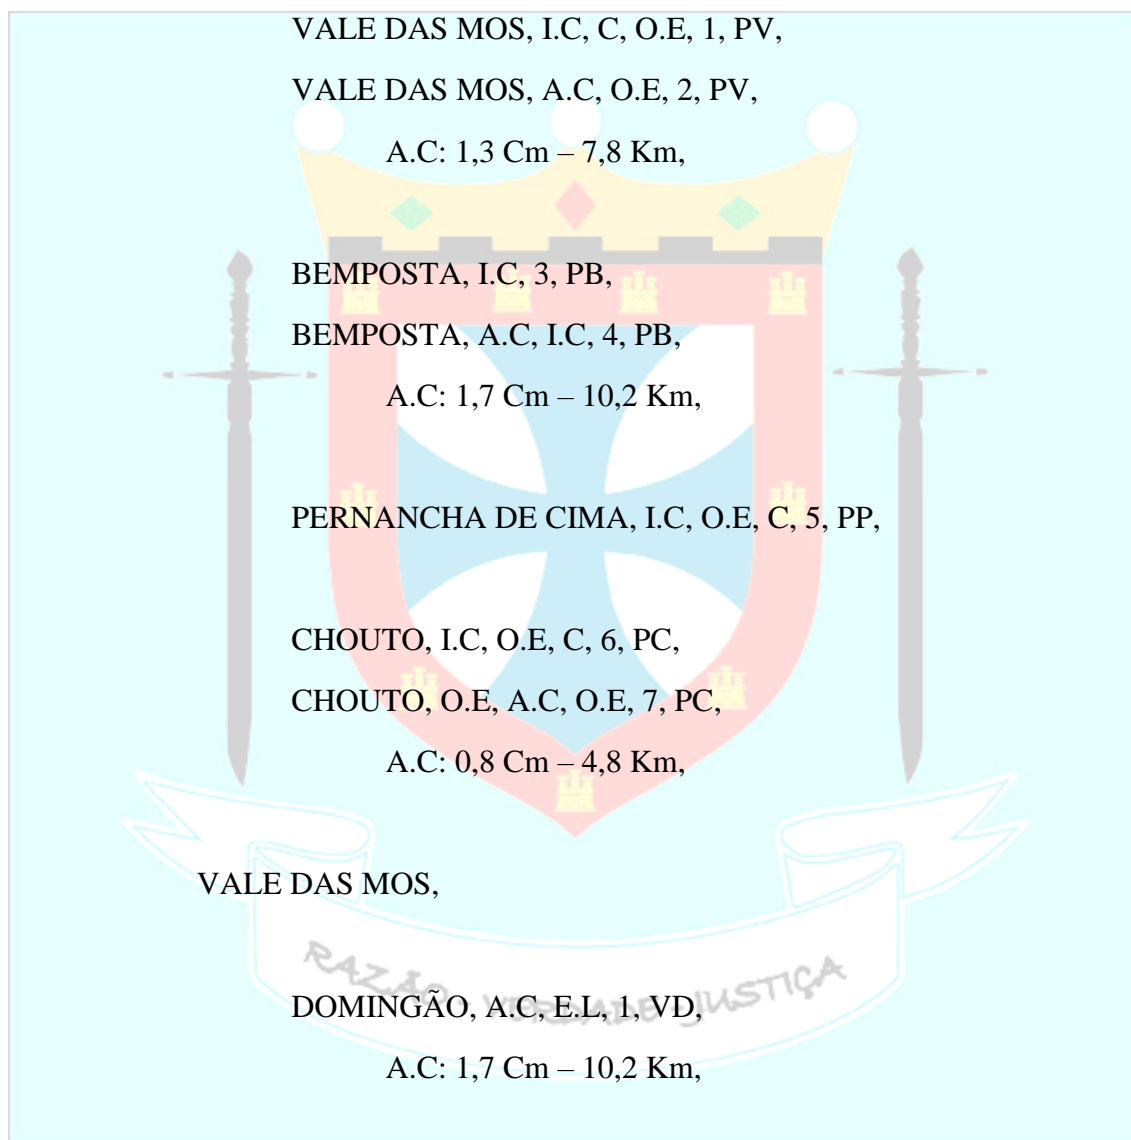 VALE DAS MOS, I.C, C, O.E, 1, PV,
VALE DAS MOS, A.C, O.E, 2, PV,
A.C: 1,3 Cm – 7,8 Km,
BEMPOSTA, I.C, 3, PB,
BEMPOSTA, A.C, I.C, 4, PB,
A.C: 1,7 Cm – 10,2 Km,
PERNANCHA DE CIMA, I.C, O.E, C, 5, PP,
CHOUTO, I.C, O.E, C, 6, PC,
CHOUTO, O.E, A.C, O.E, 7, PC,
A.C: 0,8 Cm – 4,8 Km,
VALE DAS MOS,
RAZÃO - VERDADE - JUSTIÇA
DOMINGÃO, A.C, E.L, 1, VD,
A.C: 1,7 Cm – 10,2 Km,